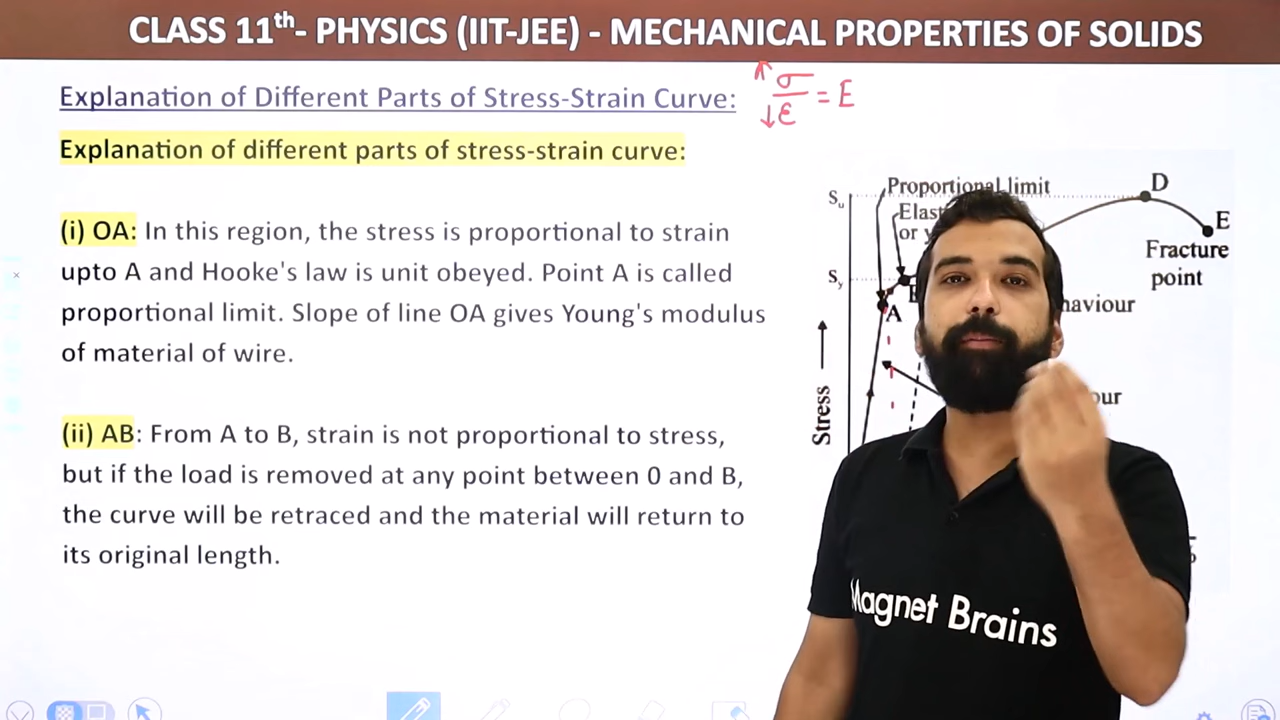 CLASS 11th- PHYSICS (IIT-JEE) - MECHANICAL PROPERTIES OF SOLIDS
Explanation of Different Parts of Stress-Strain Curve:
↑σ/↓ε = E
Explanation of different parts of stress-strain curve:
(i) OA: In this region, the stress is proportional to strain
upto A and Hooke's law is unit obeyed. Point A is called
proportional limit. Slope of line OA gives Young's modulus
of material of wire.
(ii) AB: From A to B, strain is not proportional to stress,
but if the load is removed at any point between 0 and B,
the curve will be retraced and the material will return to
its original length.
Proportional limit
D
Su
E
or
Fracture
point
Sy
A
Stress
Magnet Brains